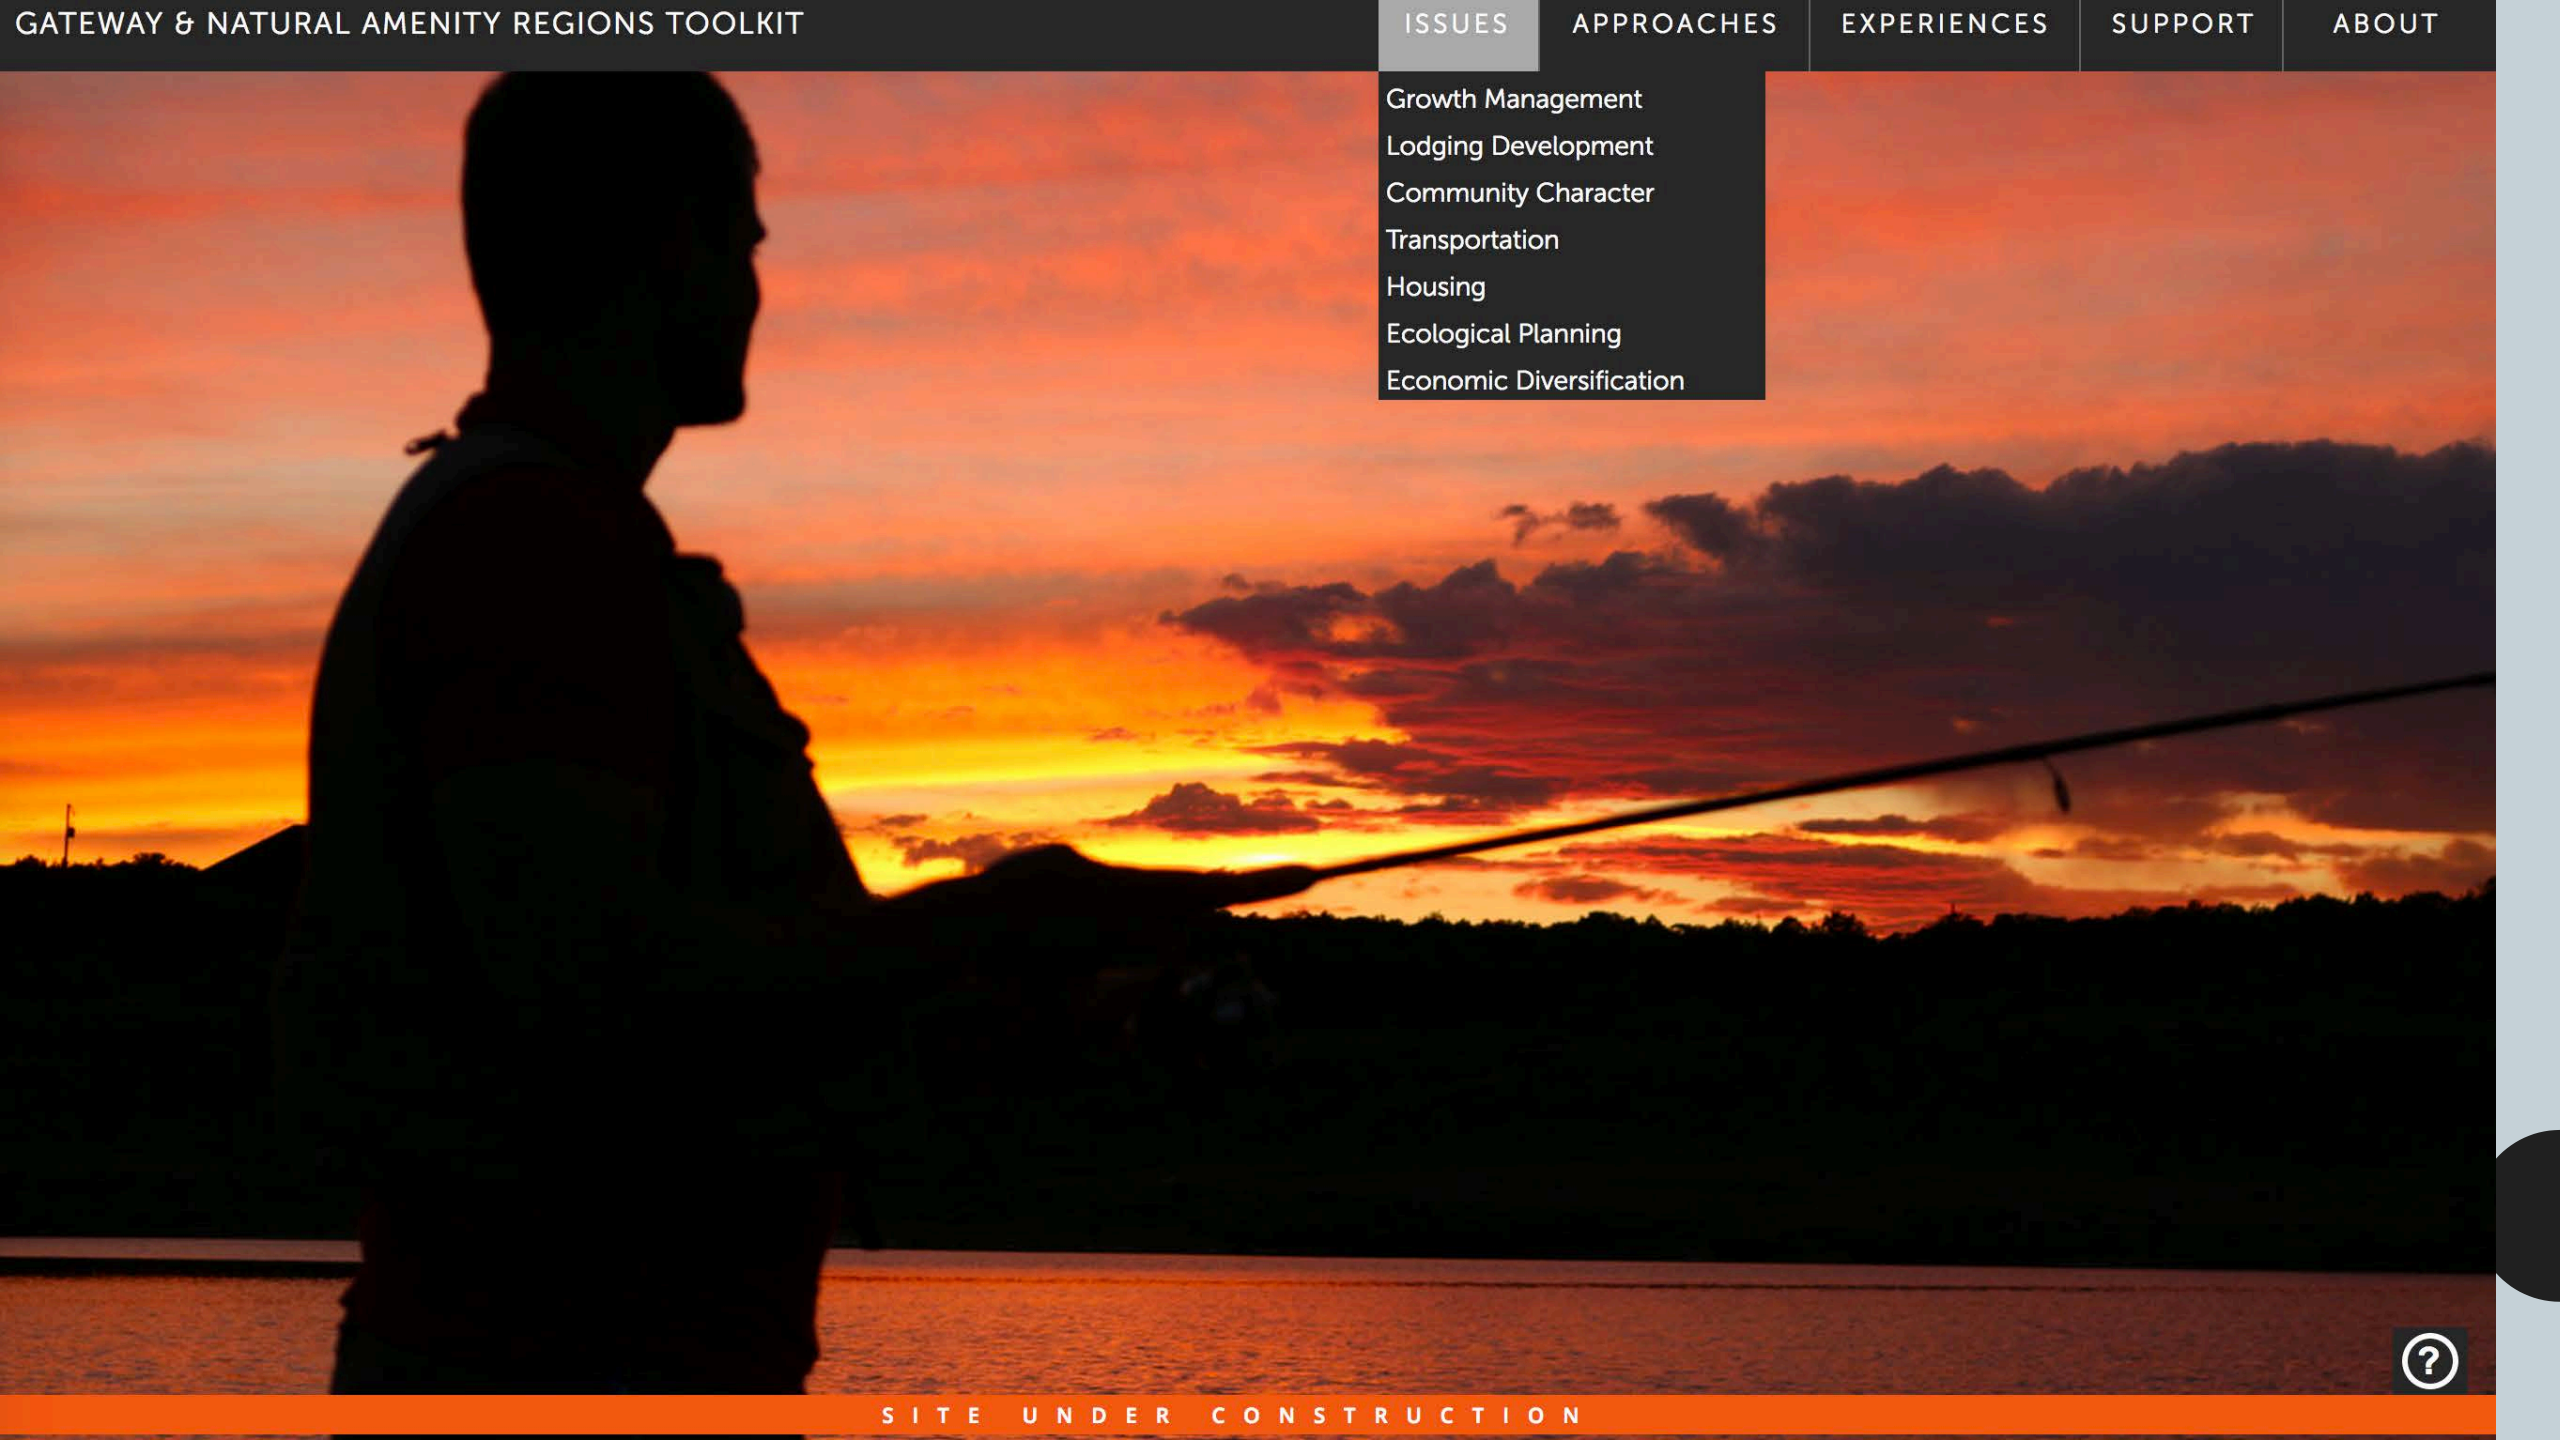 GATEWAY & NATURAL AMENITY REGIONS TOOLKIT
ISSUES
APPROACHES
EXPERIENCES
SUPPORT
ABOUT
Growth Management
Lodging Development
Community Character
Transportation
Housing
Ecological Planning
Economic Diversification
?
SITE UNDER CONSTRUCTION